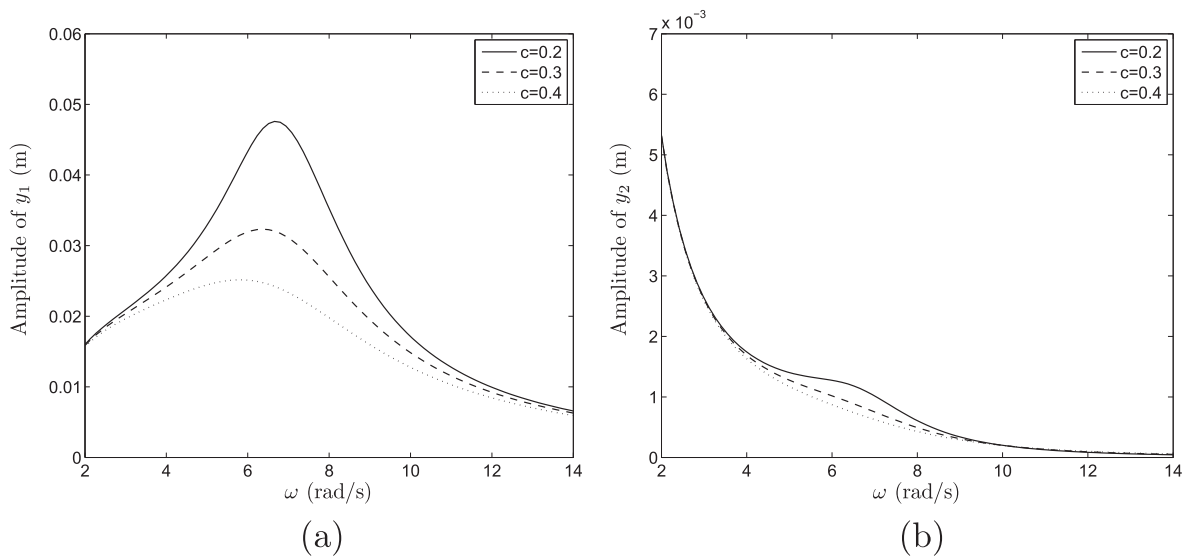 0.06
0.05
0.04
0.03
0.02
0.01
0
2 4 6 8 10 12 14
Amplitude of y₁ (m)
ω (rad/s)
c=0.2
c=0.3
c=0.4
(a)
7 x 10⁻³
6
5
4
3
2
1
0
2 4 6 8 10 12 14
Amplitude of y₂ (m)
ω (rad/s)
c=0.2
c=0.3
c=0.4
(b)